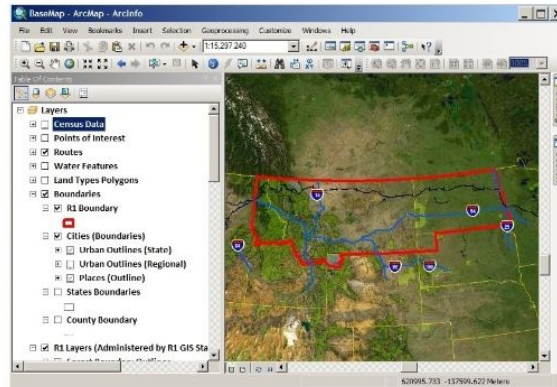 BaseMap - ArcMap - ArcInfo
File Edit View Bookmarks Insert Selection Geoprocessing Customize Windows Help
1:15,297,240
Table Of Contents
Layers
Census Data
Points of Interest
Routes
Water Features
Land Types Polygons
Boundaries
R1 Boundary
Cities (Boundaries)
Urban Outlines (State)
Urban Outlines (Regional)
Places (Outline)
States Boundaries
County Boundary
R1 Layers (Administered by R1 GIS Sta
15
94
90
620995.733 -137599.622 Meters